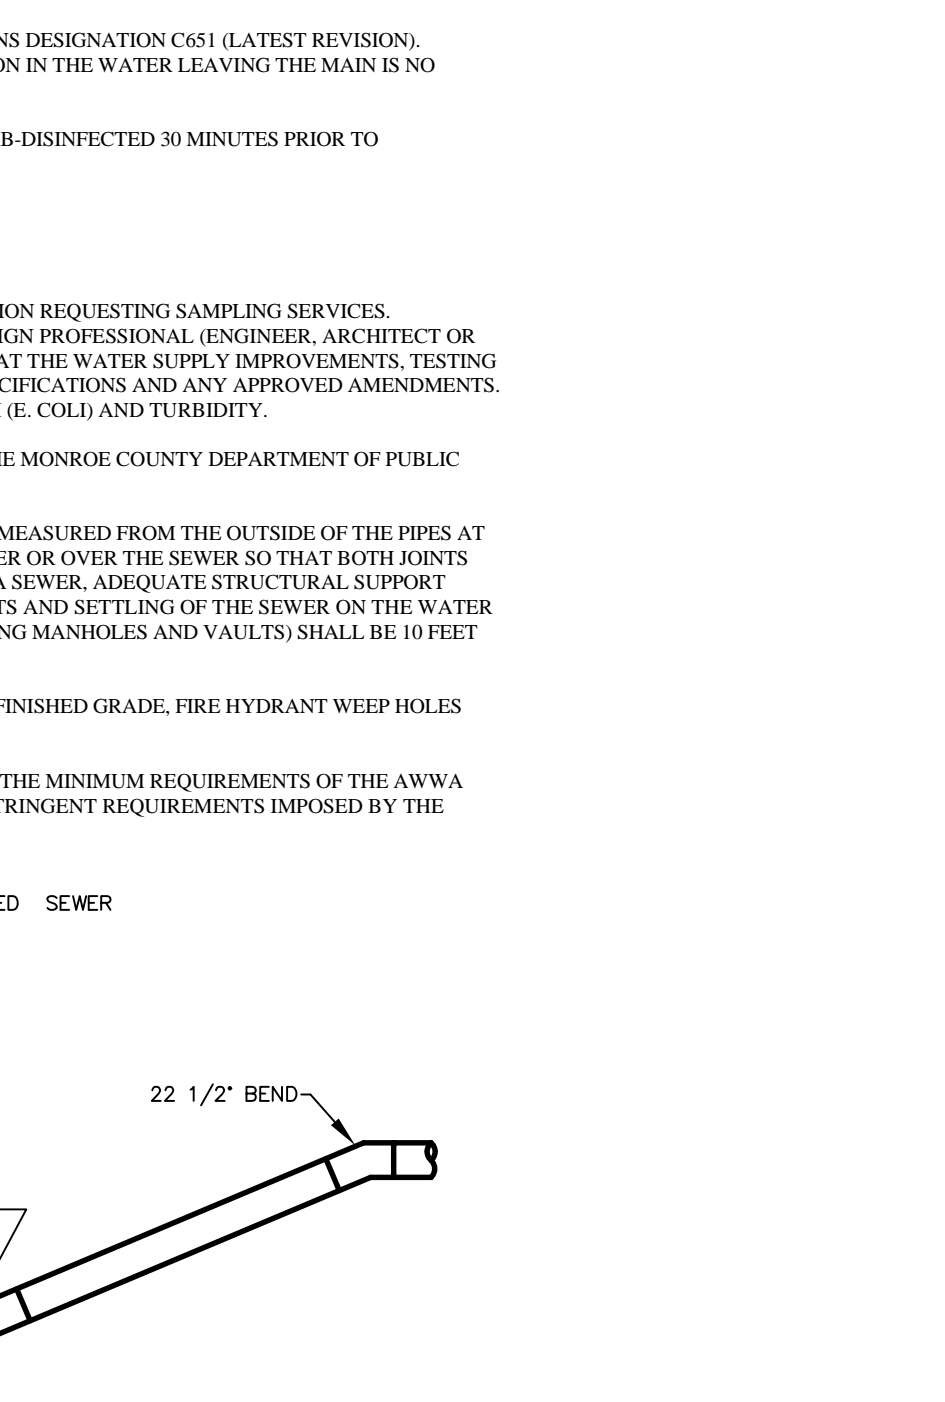 NS DESIGNATION C651 (LATEST REVISION).
ON IN THE WATER LEAVING THE MAIN IS NO
B-DISINFECTED 30 MINUTES PRIOR TO
ION REQUESTING SAMPLING SERVICES.
IGN PROFESSIONAL (ENGINEER, ARCHITECT OR
AT THE WATER SUPPLY IMPROVEMENTS, TESTING
CIFICATIONS AND ANY APPROVED AMENDMENTS.
(E. COLI) AND TURBIDITY.
HE MONROE COUNTY DEPARTMENT OF PUBLIC
MEASURED FROM THE OUTSIDE OF THE PIPES AT
ER OR OVER THE SEWER SO THAT BOTH JOINTS
A SEWER, ADEQUATE STRUCTURAL SUPPORT
TS AND SETTLING OF THE SEWER ON THE WATER
NG MANHOLES AND VAULTS) SHALL BE 10 FEET
FINISHED GRADE, FIRE HYDRANT WEEP HOLES
THE MINIMUM REQUIREMENTS OF THE AWWA
TRINGENT REQUIREMENTS IMPOSED BY THE
ED SEWER
22 1/2° BEND